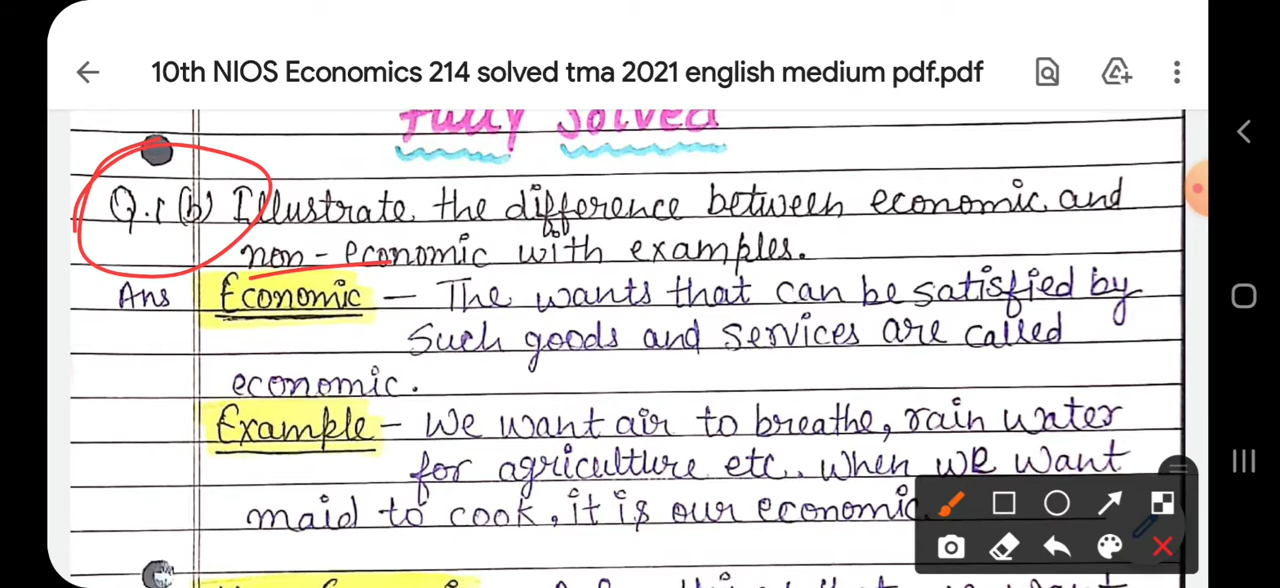 10th NIOS Economics 214 solved tma 2021 english medium pdf.pdf
Fully Solved
Q.1 (b) Illustrate the difference between economic and
non-economic with examples.
Ans Economic - The wants that can be satisfied by
such goods and services are called
economic.
Example - We want air to breathe, rain water
for agriculture etc. When we want
maid to cook, it is our economic